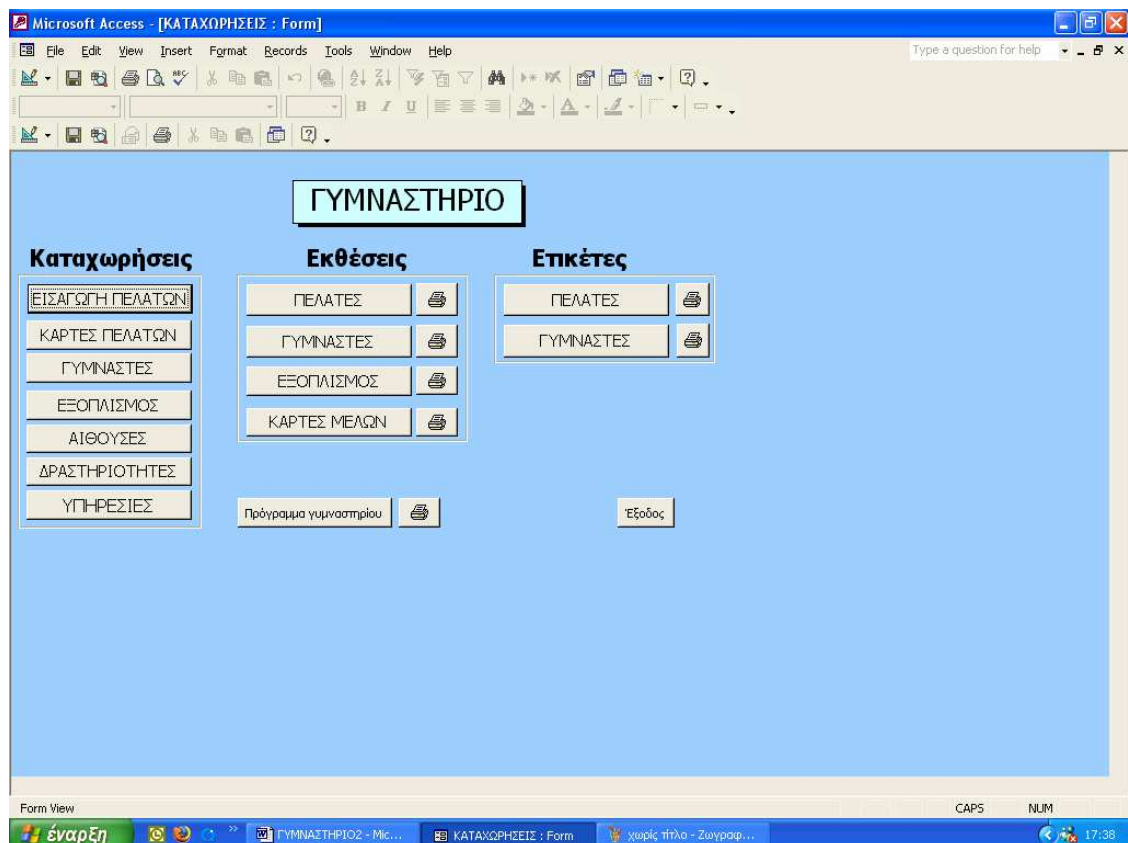 Microsoft Access - [ΚΑΤΑΧΩΡΗΣΕΙΣ : Form]
File Edit View Insert Format Records Tools Window Help Type a question for help
ΓΥΜΝΑΣΤΗΡΙΟ
Καταχωρήσεις Εκθέσεις Ετικέτες
ΕΙΣΑΓΩΓΗ ΠΕΛΑΤΩΝ ΠΕΛΑΤΕΣ ΠΕΛΑΤΕΣ
ΚΑΡΤΕΣ ΠΕΛΑΤΩΝ ΓΥΜΝΑΣΤΕΣ ΓΥΜΝΑΣΤΕΣ
ΓΥΜΝΑΣΤΕΣ ΕΞΟΠΛΙΣΜΟΣ
ΕΞΟΠΛΙΣΜΟΣ ΚΑΡΤΕΣ ΜΕΛΩΝ
ΑΙΘΟΥΣΕΣ
ΔΡΑΣΤΗΡΙΟΤΗΤΕΣ
ΥΠΗΡΕΣΙΕΣ Πρόγραμμα γυμναστηρίου Έξοδος
Form View CAPS NUM
έναρξη ΓΥΜΝΑΣΤΗΡΙΟ2 - Mic... ΚΑΤΑΧΩΡΗΣΕΙΣ : Form χωρίς τίτλο - Ζωγραφ... 17:38